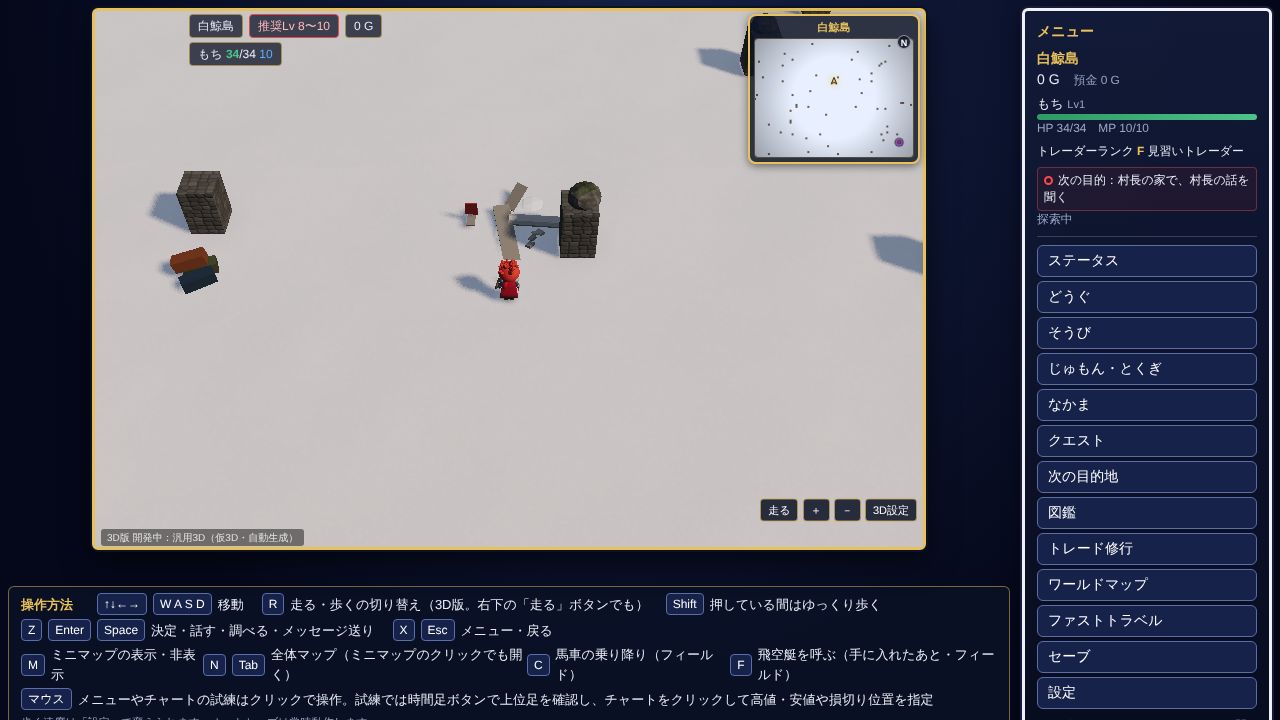 白鯨島 推奨Lv 8〜10 0 G
もち 34/34 10
白鯨島
N
A
走る ＋ － 3D設定
3D版 開発中：汎用3D（仮3D・自動生成）
メニュー
白鯨島
0 G 預金 0 G
もち Lv1
HP 34/34 MP 10/10
トレーダーランク F 見習いトレーダー
次の目的：村長の家で、村長の話を
聞く
探索中
ステータス
どうぐ
そうび
じゅもん・とくぎ
なかま
クエスト
次の目的地
図鑑
トレード修行
ワールドマップ
ファストトラベル
セーブ
設定
操作方法 ↑↓←→ W A S D 移動 R 走る・歩くの切り替え（3D版。右下の「走る」ボタンでも） Shift 押している間はゆっくり歩く
Z Enter Space 決定・話す・調べる・メッセージ送り X Esc メニュー・戻る
M ミニマップの表示・非表示 N Tab 全体マップ（ミニマップのクリックでも開く） C 馬車の乗り降り（フィールド） F 飛空艇を呼ぶ（手に入れたあと・フィールド）
マウス メニューやチャートの試練はクリックで操作。試練では時間足ボタンで上位足を確認し、チャートをクリックして高値・安値や損切り位置を指定